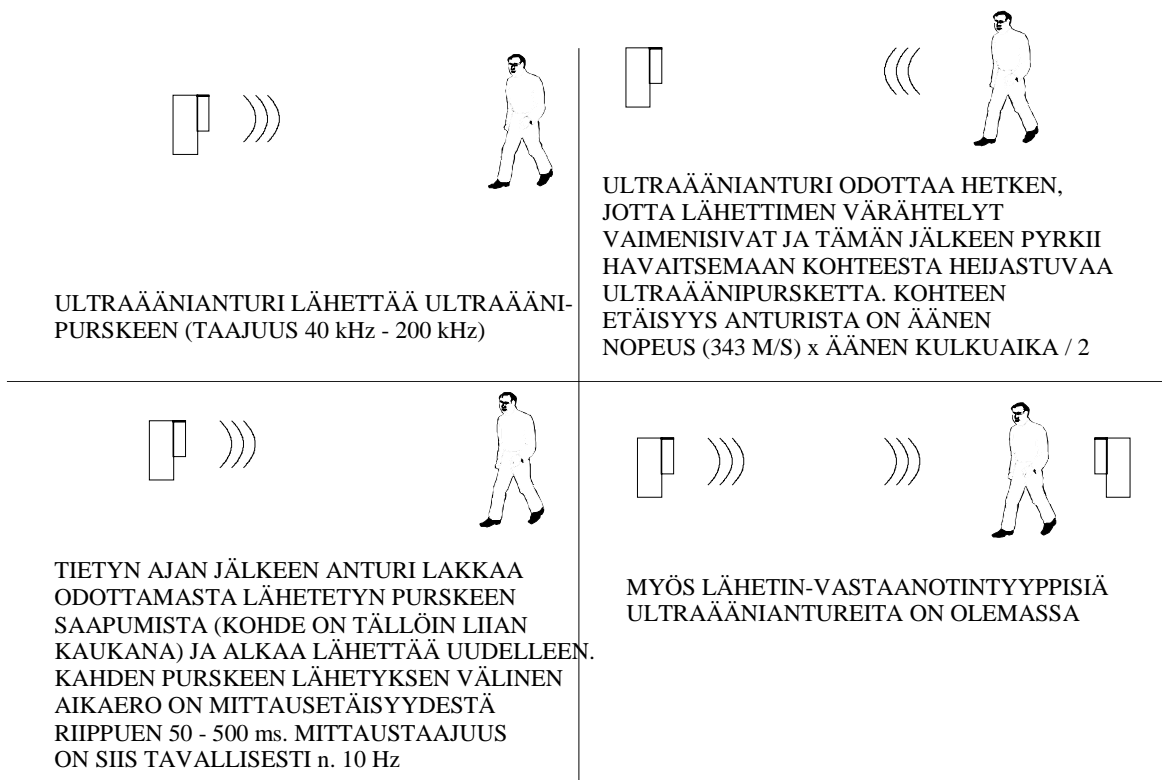 ULTRAÄÄNIANTURI LÄHETTÄÄ ULTRAÄÄNI-
PURSKEEN (TAAJUUS 40 kHz - 200 kHz)
ULTRAÄÄNIANTURI ODOTTAA HETKEN,
JOTTA LÄHETTIMEN VÄRÄHTELYT
VAIMENISIVAT JA TÄMÄN JÄLKEEN PYRKII
HAVAITSEMAAN KOHTEESTA HEIJASTUVAA
ULTRAÄÄNIPURSKETTA. KOHTEEN
ETÄISYYS ANTURISTA ON ÄÄNEN
NOPEUS (343 M/S) x ÄÄNEN KULKUAIKA / 2
TIETYN AJAN JÄLKEEN ANTURI LAKKAA
ODOTTAMASTA LÄHETETYN PURSKEEN
SAAPUMISTA (KOHDE ON TÄLLÖIN LIIAN
KAUKANA) JA ALKAA LÄHETTÄÄ UUDELLEEN.
KAHDEN PURSKEEN LÄHETYKSEN VÄLINEN
AIKAERO ON MITTAUSETÄISYYDESTÄ
RIIPPUEN 50 - 500 ms. MITTAUSTAAJUUS
ON SIIS TAVALLISESTI n. 10 Hz
MYÖS LÄHETIN-VASTAANOTINTYYPPISIÄ
ULTRAÄÄNIANTUREITA ON OLEMASSA